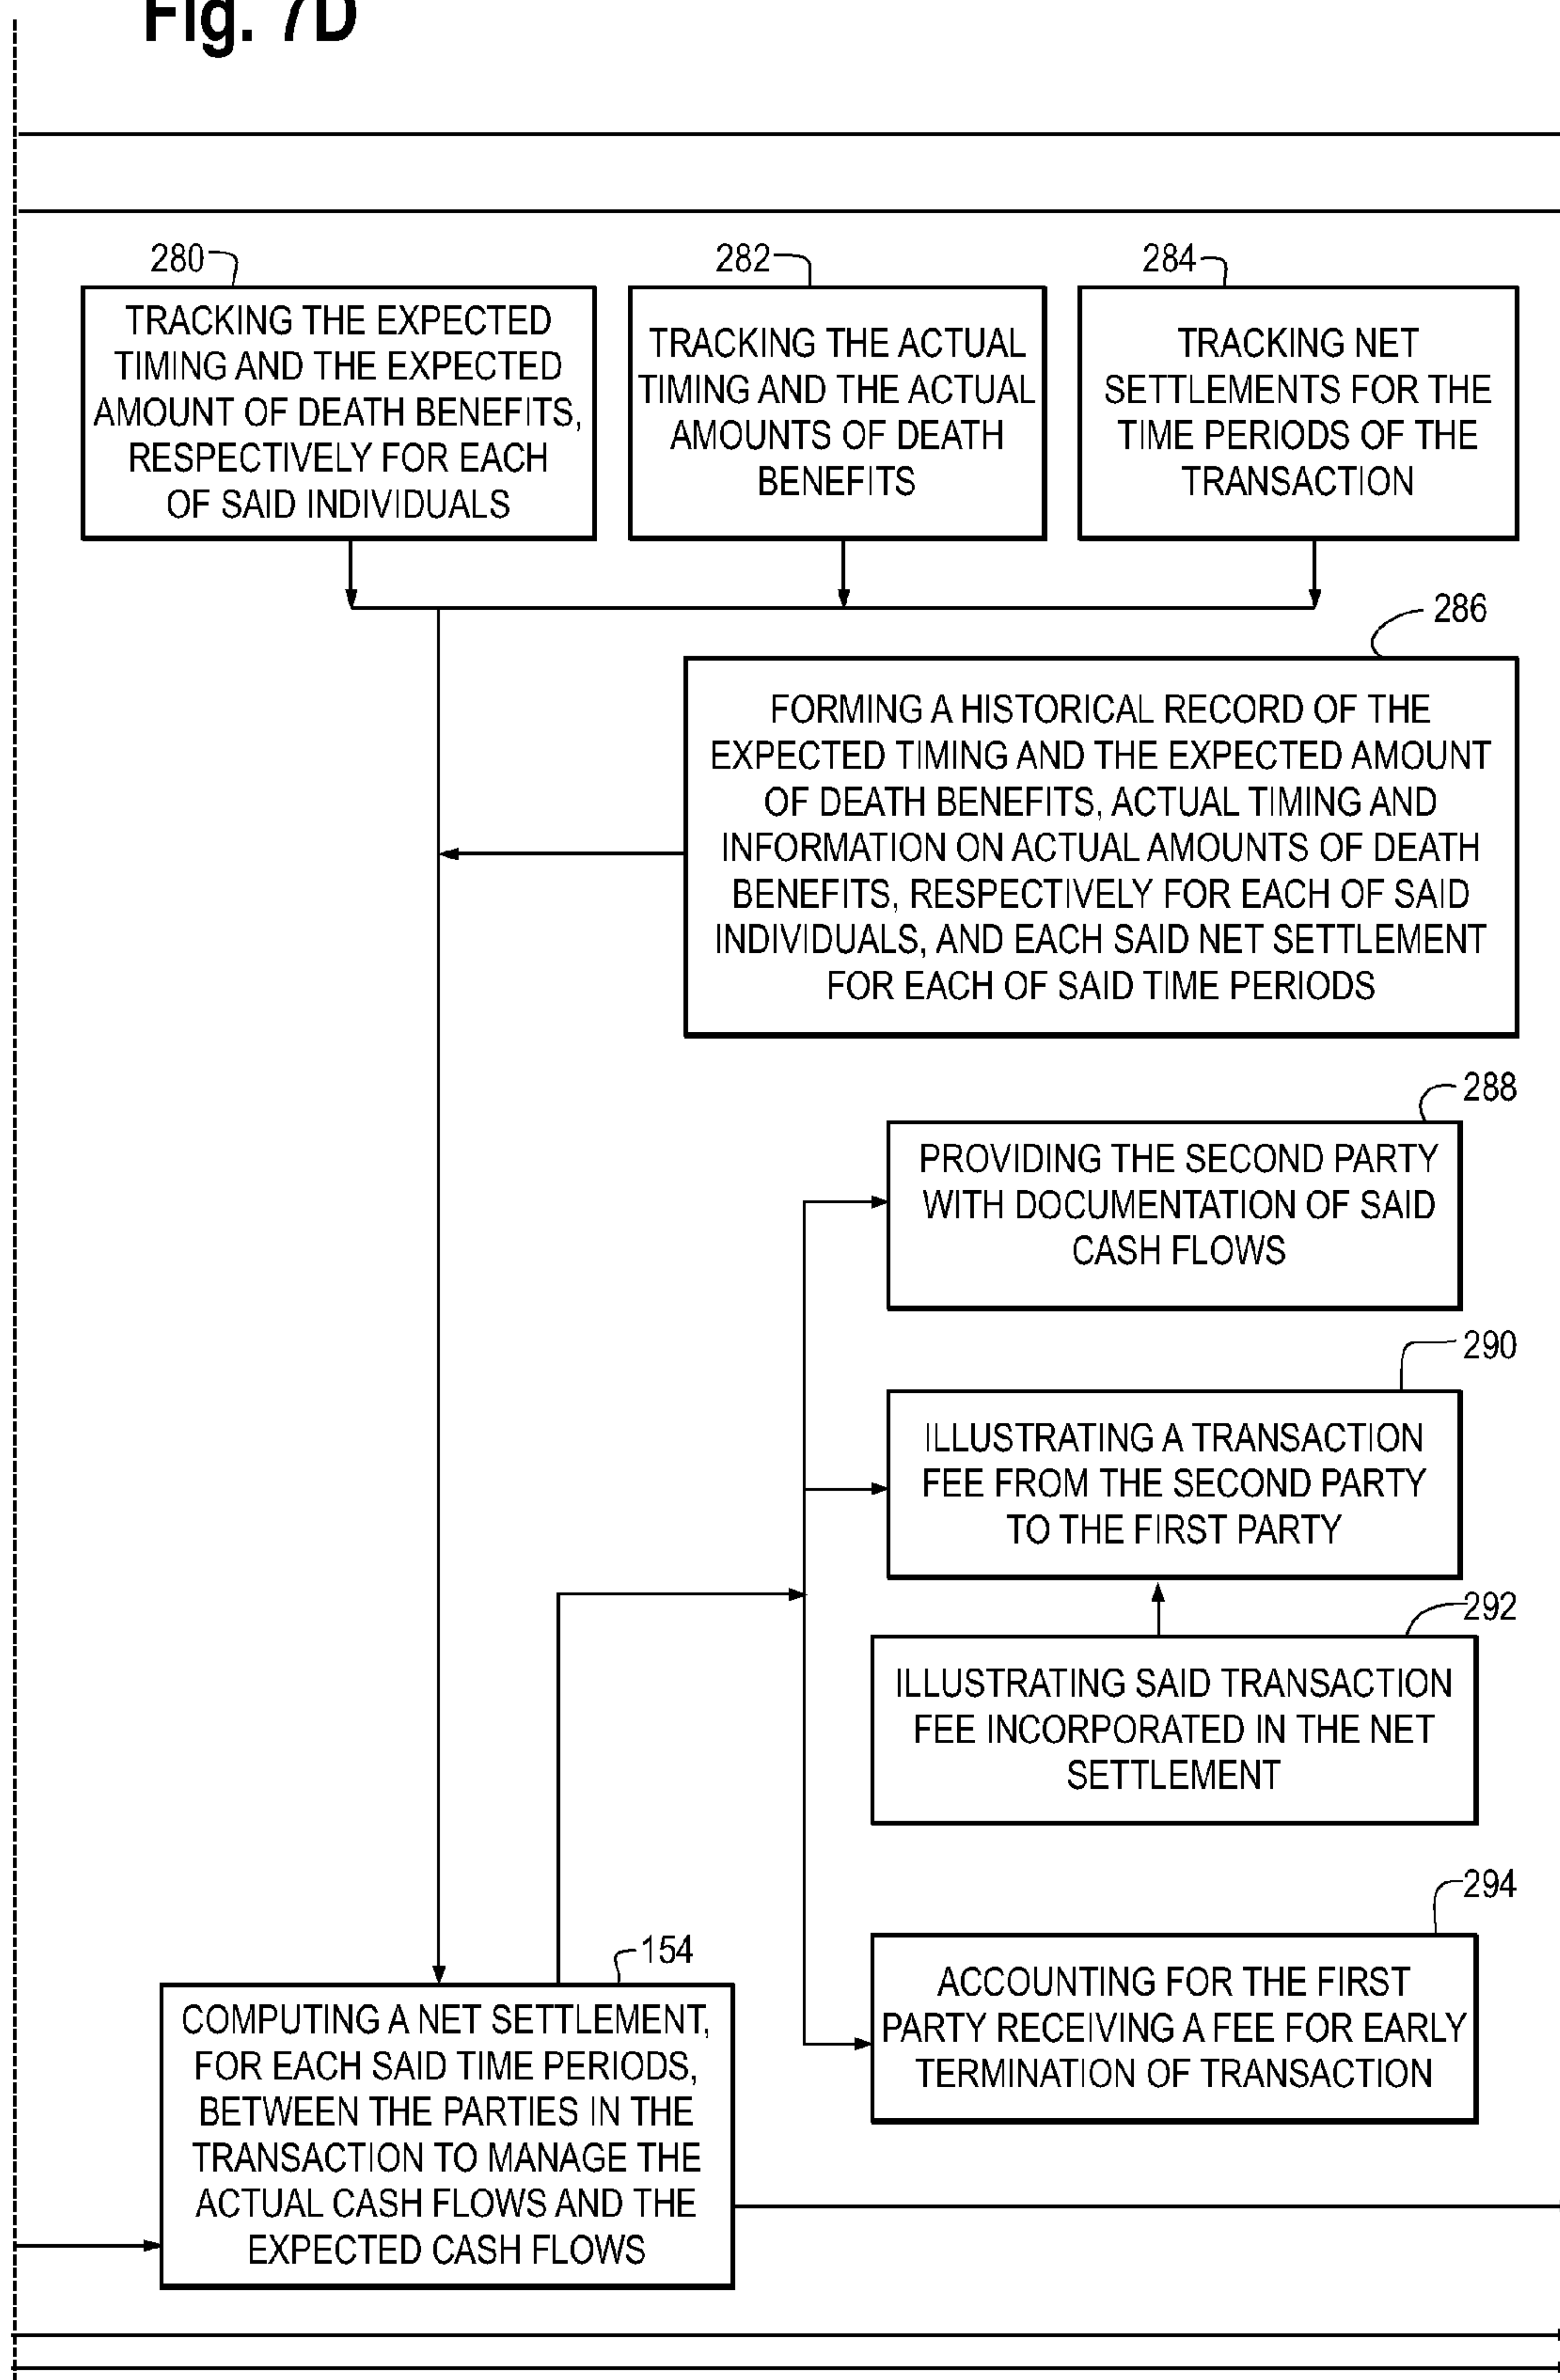 Fig. 7D
280
TRACKING THE EXPECTED
TIMING AND THE EXPECTED
AMOUNT OF DEATH BENEFITS,
RESPECTIVELY FOR EACH
OF SAID INDIVIDUALS
282
TRACKING THE ACTUAL
TIMING AND THE ACTUAL
AMOUNTS OF DEATH
BENEFITS
284
TRACKING NET
SETTLEMENTS FOR THE
TIME PERIODS OF THE
TRANSACTION
286
FORMING A HISTORICAL RECORD OF THE
EXPECTED TIMING AND THE EXPECTED AMOUNT
OF DEATH BENEFITS, ACTUAL TIMING AND
INFORMATION ON ACTUAL AMOUNTS OF DEATH
BENEFITS, RESPECTIVELY FOR EACH OF SAID
INDIVIDUALS, AND EACH SAID NET SETTLEMENT
FOR EACH OF SAID TIME PERIODS
288
PROVIDING THE SECOND PARTY
WITH DOCUMENTATION OF SAID
CASH FLOWS
290
ILLUSTRATING A TRANSACTION
FEE FROM THE SECOND PARTY
TO THE FIRST PARTY
292
ILLUSTRATING SAID TRANSACTION
FEE INCORPORATED IN THE NET
SETTLEMENT
294
ACCOUNTING FOR THE FIRST
PARTY RECEIVING A FEE FOR EARLY
TERMINATION OF TRANSACTION
154
COMPUTING A NET SETTLEMENT,
FOR EACH SAID TIME PERIODS,
BETWEEN THE PARTIES IN THE
TRANSACTION TO MANAGE THE
ACTUAL CASH FLOWS AND THE
EXPECTED CASH FLOWS